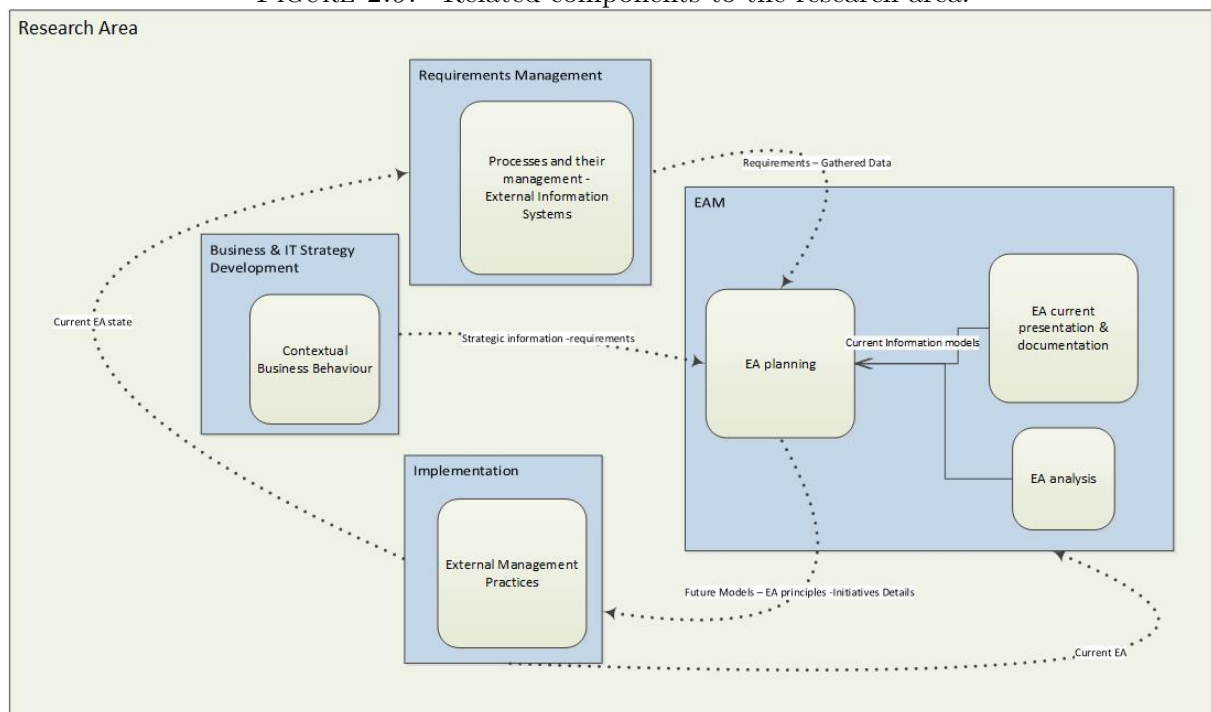 FIGURE 2.9: Related components to the research area.
Research Area
Requirements Management
Processes and their
management -
External Information
Systems
Requirements – Gathered Data
EAM
Business & IT Strategy
Development
Contextual
Business Behaviour
Current EA state
Strategic information -requirements
EA planning
Current Information models
EA current
presentation &
documentation
EA analysis
Implementation
External Management
Practices
Future Models – EA principles -Initiatives Details
Current EA